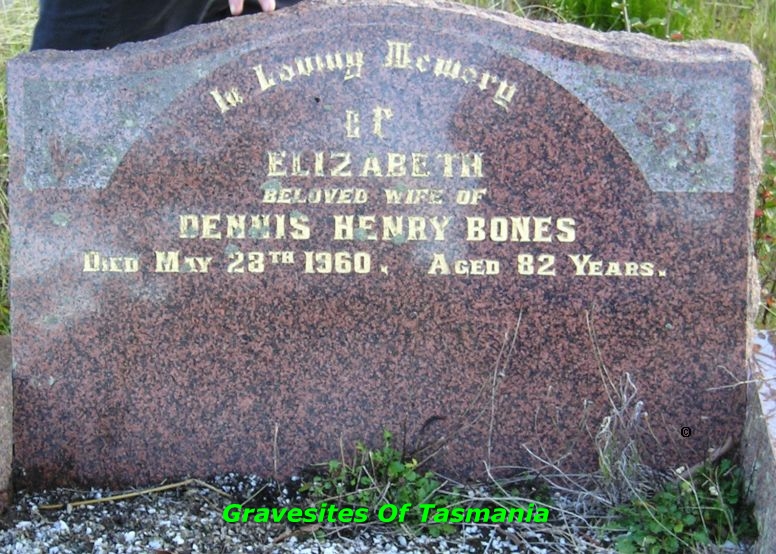 In Loving Memory
OF
ELIZABETH
BELOVED WIFE OF
DENNIS HENRY BONES
DIED MAY 28TH 1960. AGED 82 YEARS.
Gravesites Of Tasmania
©